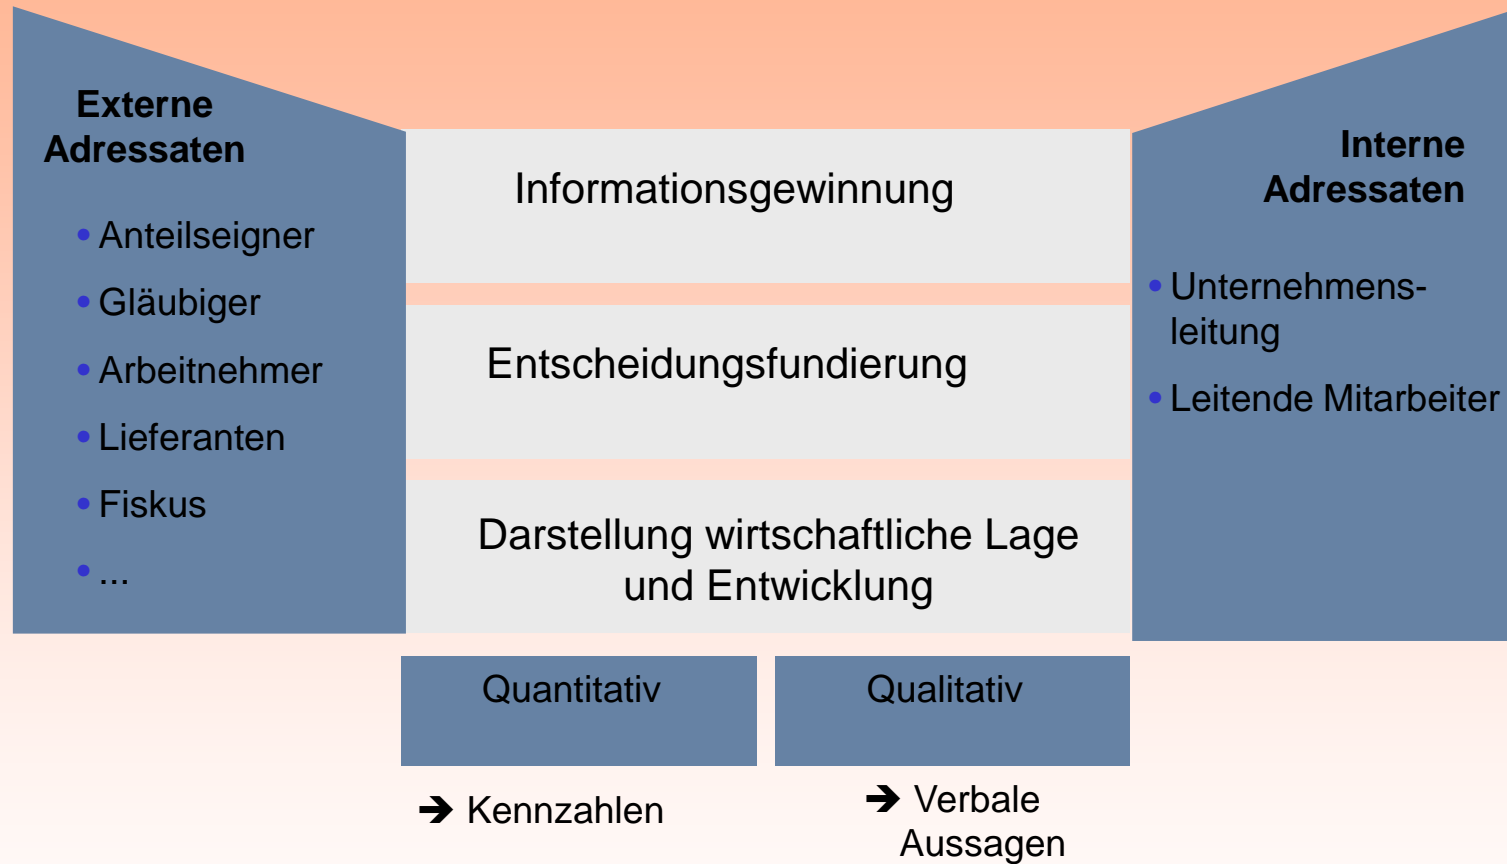 Externe
Adressaten
• Anteilseigner
• Gläubiger
• Arbeitnehmer
• Lieferanten
• Fiskus
• ...
Informationsgewinnung
Entscheidungsfundierung
Darstellung wirtschaftliche Lage
und Entwicklung
Interne
Adressaten
• Unternehmens-
leitung
• Leitende Mitarbeiter
Quantitativ
➔ Kennzahlen
Qualitativ
➔ Verbale
Aussagen